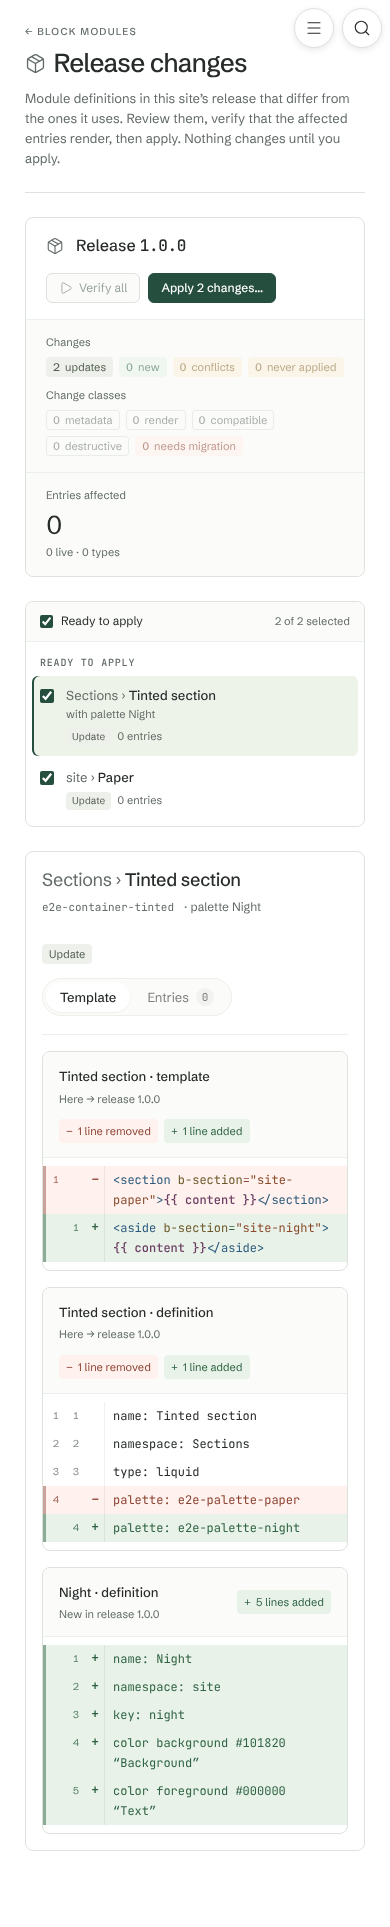 ← BLOCK MODULES
Release changes
Module definitions in this site's release that differ from
the ones it uses. Review them, verify that the affected
entries render, then apply. Nothing changes until you
apply.
Release 1.0.0
Verify all
Apply 2 changes…
Changes
2 updates
0 new
0 conflicts
0 never applied
Change classes
0 metadata
0 render
0 compatible
0 destructive
0 needs migration
Entries affected
0
0 live · 0 types
Ready to apply
2 of 2 selected
READY TO APPLY
Sections › Tinted section
with palette Night
Update 0 entries
site › Paper
Update 0 entries
Sections › Tinted section
e2e-container-tinted · palette Night
Update
Template
Entries 0
Tinted section · template
Here → release 1.0.0
− 1 line removed
+ 1 line added
1 − <section b-section="site-
paper">{{ content }}</section>
1 + <aside b-section="site-night">
{{ content }}</aside>
Tinted section · definition
Here → release 1.0.0
− 1 line removed
+ 1 line added
1 1 name: Tinted section
2 2 namespace: Sections
3 3 type: liquid
4 − palette: e2e-palette-paper
4 + palette: e2e-palette-night
Night · definition
New in release 1.0.0
+ 5 lines added
1 + name: Night
2 + namespace: site
3 + key: night
4 + color background #101820
“Background”
5 + color foreground #000000
“Text”